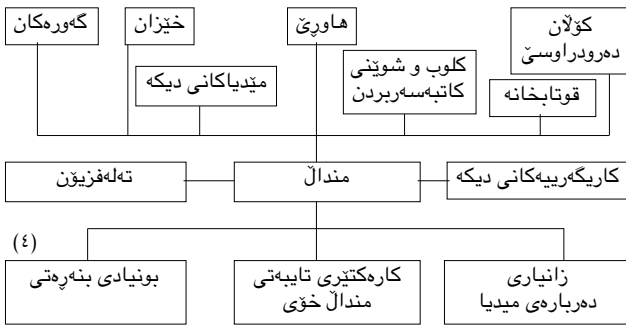 گەورەکان
خێزان
هاوڕێ
کۆڵان
دەرودراوسێ
مێدیاکانی دیکە
کلوب و شوێنی
کاتبەسەربردن
قوتابخانە
تەلەفزیۆن
منداڵ
کاریگەرییەکانی دیکە
(٤)
بونیادی بنەڕەتی
کارەکتێری تایبەتی
منداڵ خۆی
زانیاری
دەربارەی میدیا